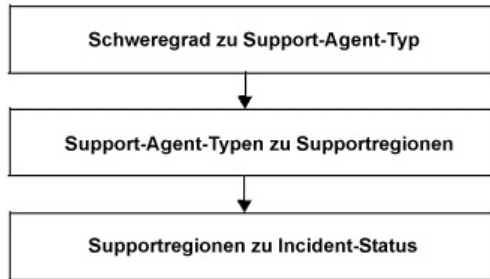 Schweregrad zu Support-Agent-Typ
Support-Agent-Typen zu Supportregionen
Supportregionen zu Incident-Status